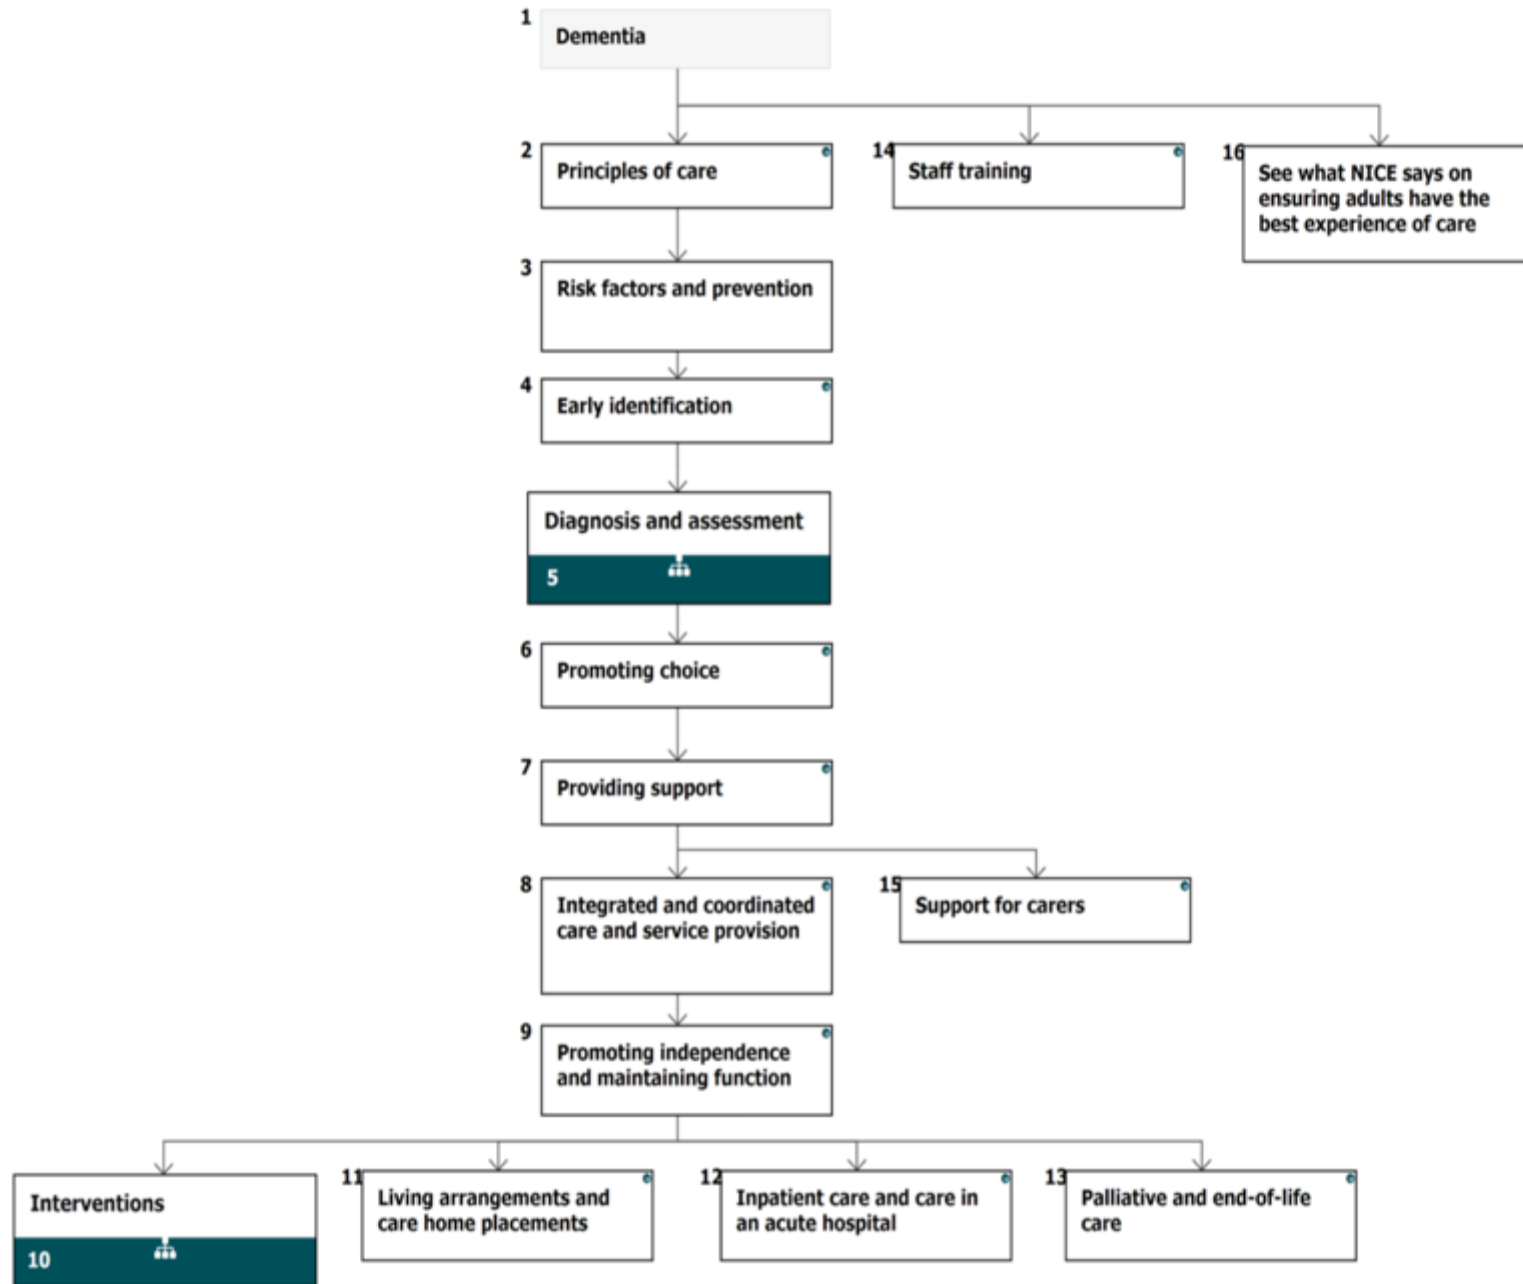 1
Dementia
2
Principles of care
14
Staff training
16
See what NICE says on
ensuring adults have the
best experience of care
3
Risk factors and prevention
4
Early identification
Diagnosis and assessment
5
6
Promoting choice
7
Providing support
8
Integrated and coordinated
care and service provision
15
Support for carers
9
Promoting independence
and maintaining function
Interventions
10
11
Living arrangements and
care home placements
12
Inpatient care and care in
an acute hospital
13
Palliative and end-of-life
care